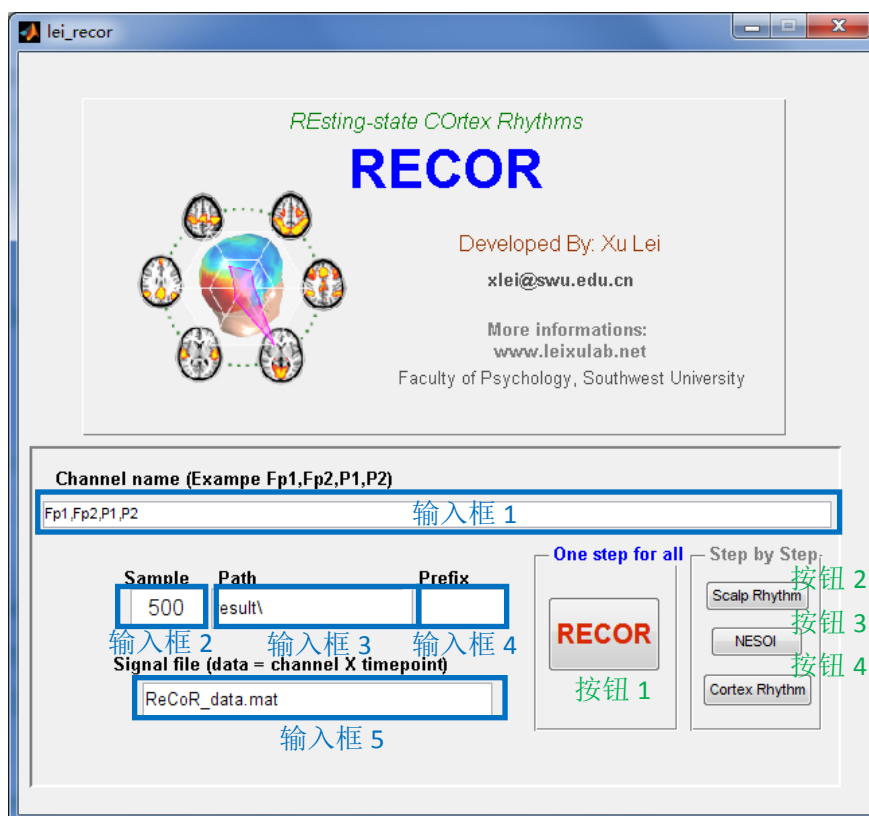 lei_recor
REsting-state COrtex Rhythms
RECOR
Developed By: Xu Lei
xlei@swu.edu.cn
More informations:
www.leixulab.net
Faculty of Psychology, Southwest University
Channel name (Exampe Fp1,Fp2,P1,P2)
Fp1,Fp2,P1,P2
输入框 1
Sample Path Prefix
500 esult\
输入框 2 输入框 3 输入框 4
Signal file (data = channel X timepoint)
ReCoR_data.mat
输入框 5
One step for all
RECOR
按钮 1
Step by Step
按钮 2
Scalp Rhythm
按钮 3
NESOI
按钮 4
Cortex Rhythm